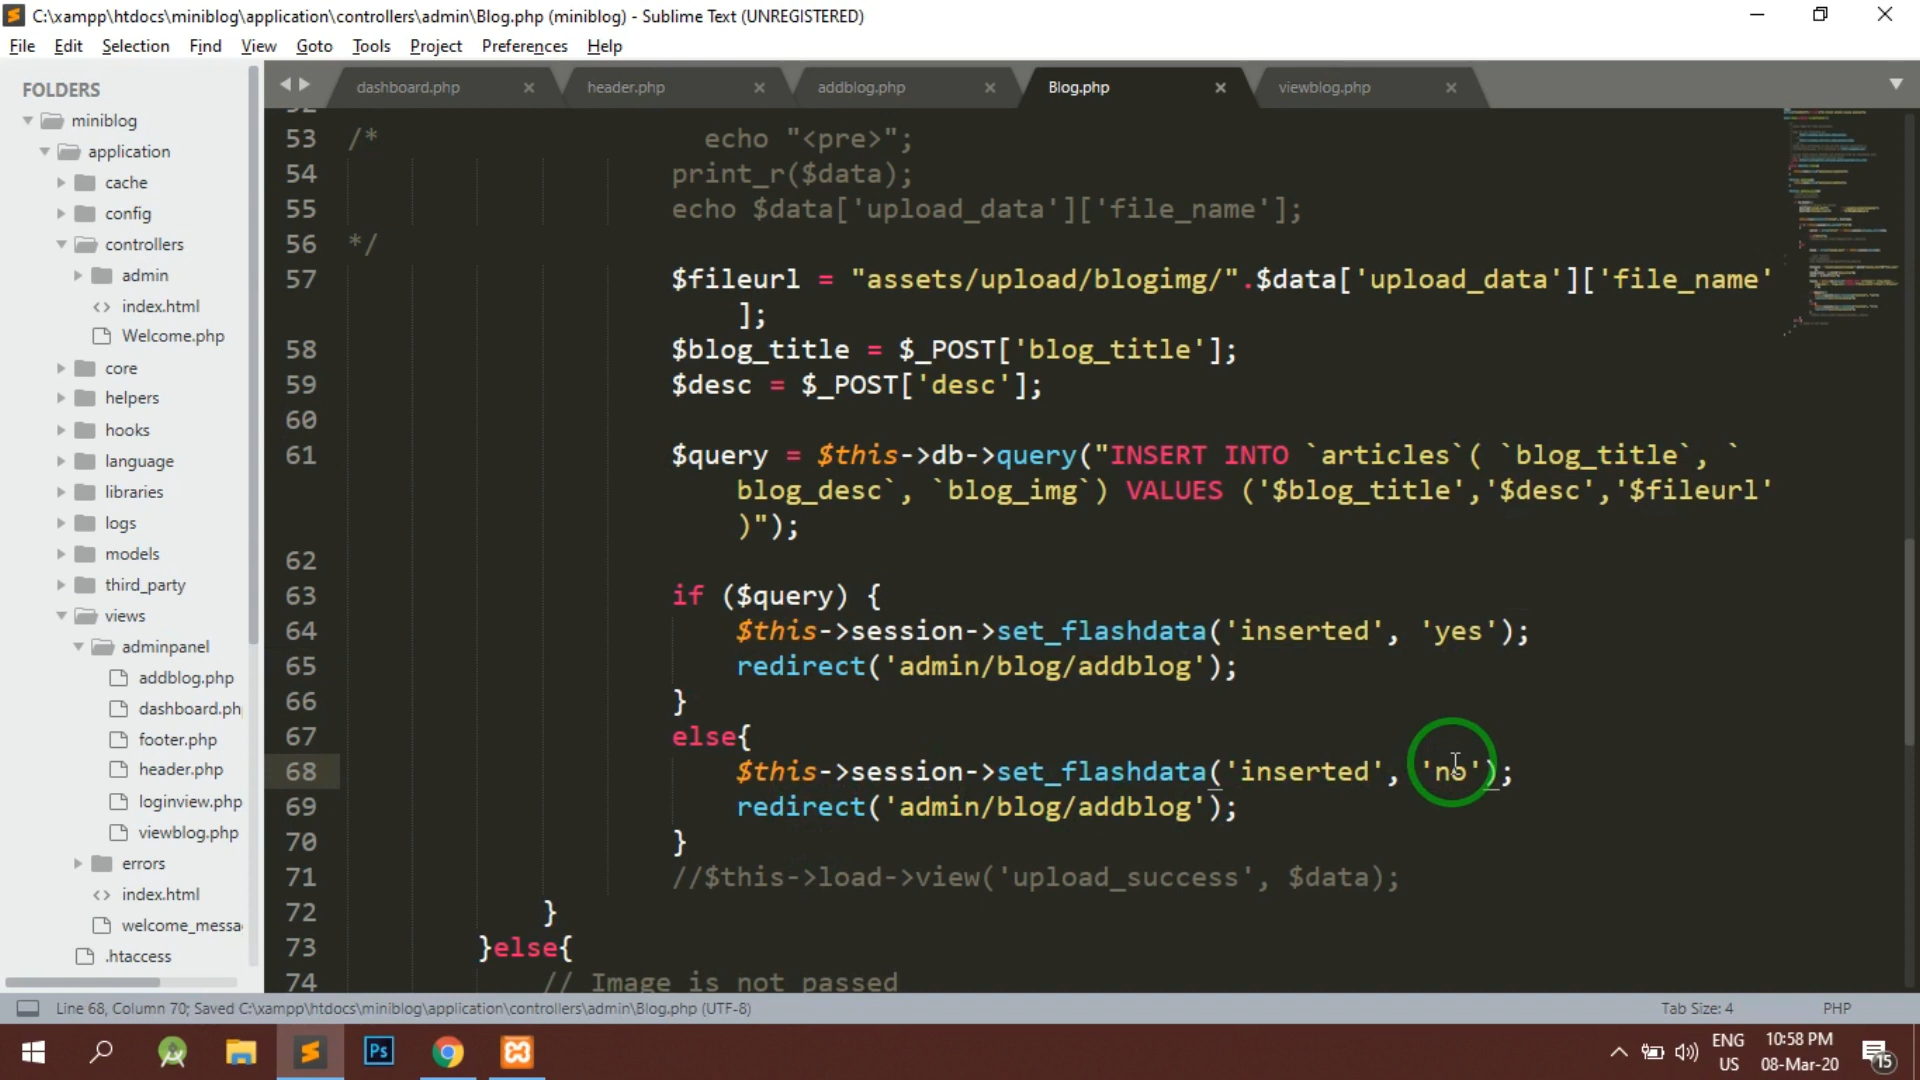 C:\xampp\htdocs\miniblog\application\controllers\admin\Blog.php (miniblog) - Sublime Text (UNREGISTERED)
File Edit Selection Find View Goto Tools Project Preferences Help
FOLDERS
miniblog
application
cache
config
controllers
admin
index.html
Welcome.php
core
helpers
hooks
language
libraries
logs
models
third_party
views
adminpanel
addblog.php
dashboard.ph
footer.php
header.php
loginview.php
viewblog.php
errors
index.html
welcome_messa
.htaccess
dashboard.php header.php addblog.php Blog.php viewblog.php
53 /* echo "<pre>";
54 print_r($data);
55 echo $data['upload_data']['file_name'];
56 */
57 $fileurl = "assets/upload/blogimg/".$data['upload_data']['file_name'
];
58 $blog_title = $_POST['blog_title'];
59 $desc = $_POST['desc'];
60
61 $query = $this->db->query("INSERT INTO `articles`( `blog_title`, `
blog_desc`, `blog_img`) VALUES ('$blog_title','$desc','$fileurl'
)");
62
63 if ($query) {
64 $this->session->set_flashdata('inserted', 'yes');
65 redirect('admin/blog/addblog');
66 }
67 else{
68 $this->session->set_flashdata('inserted', 'no');
69 redirect('admin/blog/addblog');
70 }
71 //$this->load->view('upload_success', $data);
72 }
73 }else{
74 // Image is not passed
Line 68, Column 70; Saved C:\xampp\htdocs\miniblog\application\controllers\admin\Blog.php (UTF-8) Tab Size: 4 PHP
Ps
ENG
US
10:58 PM
08-Mar-20
15